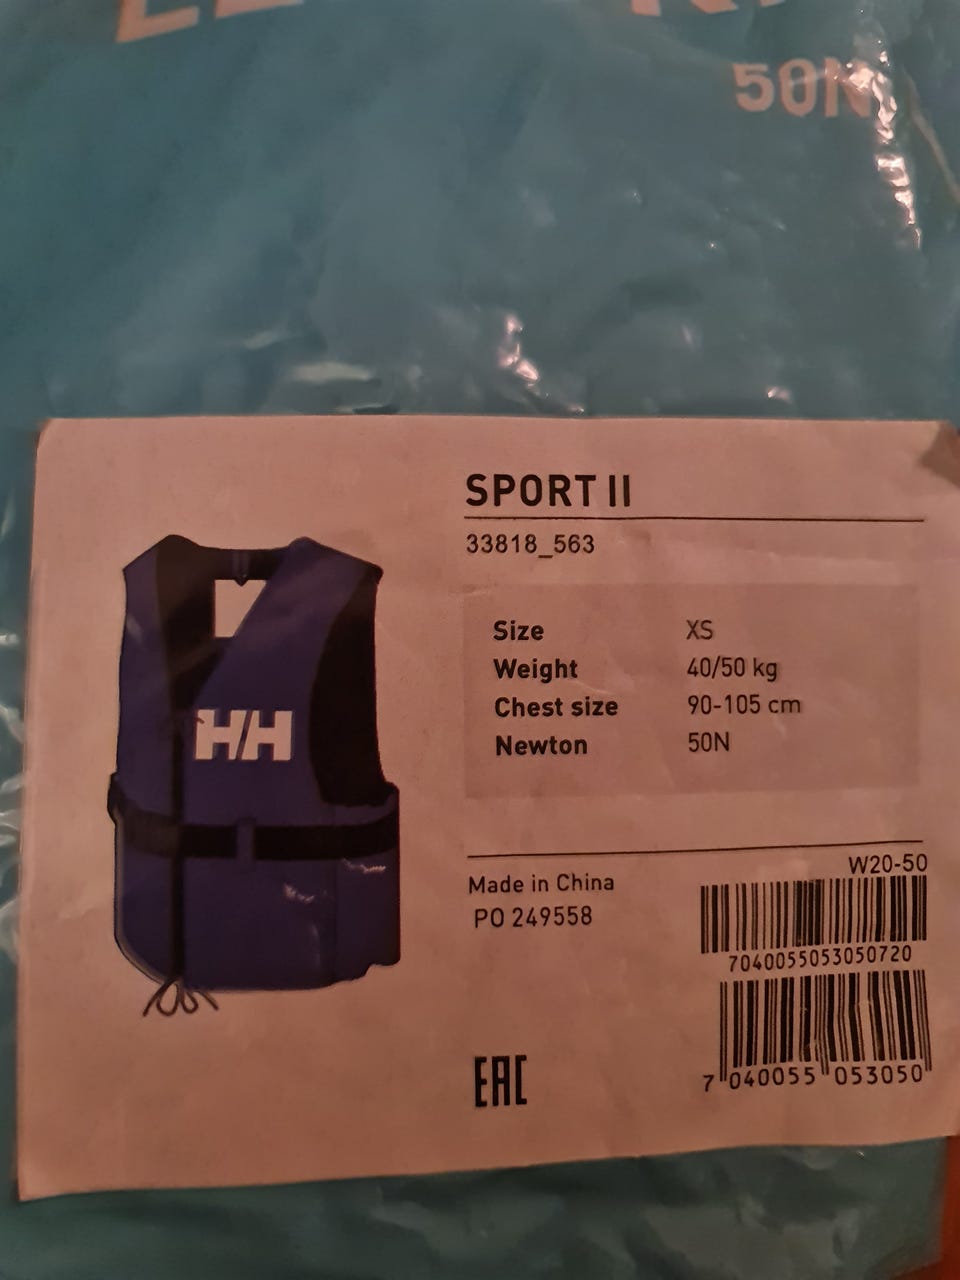 50N
SPORT II
33818_563
Size XS
Weight 40/50 kg
Chest size 90-105 cm
Newton 50N
HH
W20-50
Made in China
PO 249558
7040055053050720
7 040055 053050
EAC